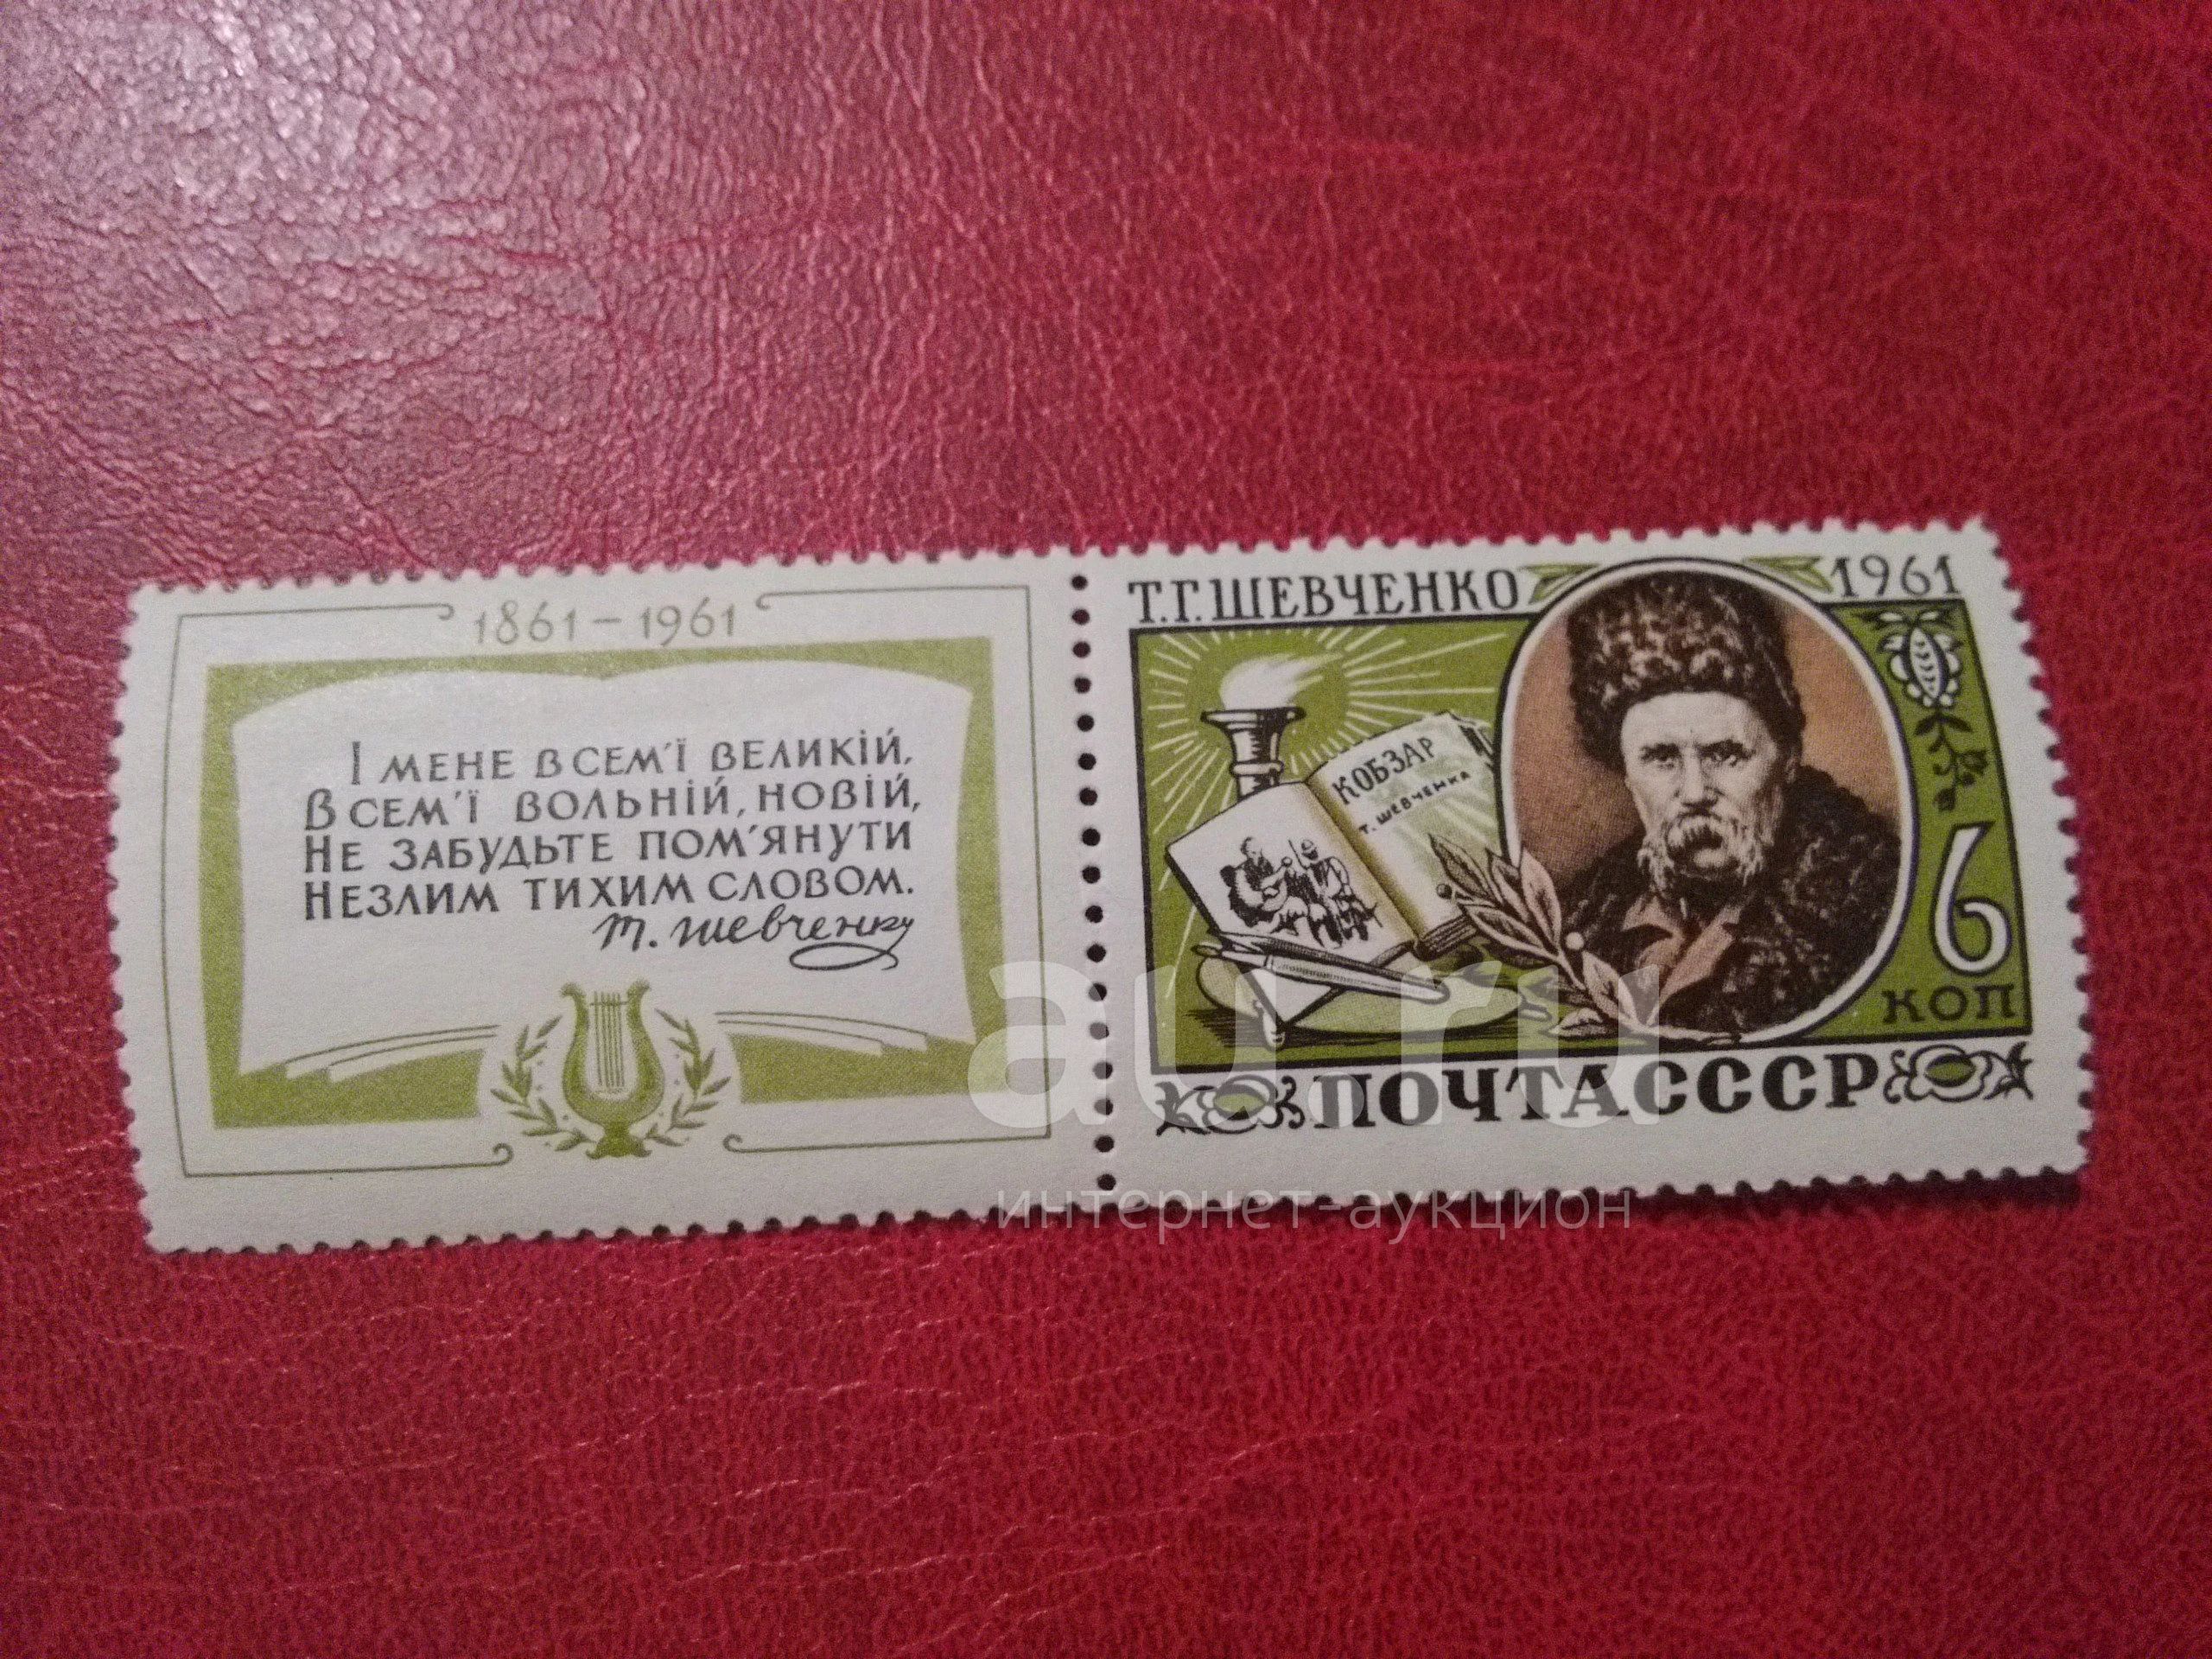 1861-1961
І МЕНЕ В СЕМ'Ї ВЕЛИКІЙ,
В СЕМ'Ї ВОЛЬНІЙ, НОВІЙ,
НЕ ЗАБУДЬТЕ ПОМ'ЯНУТИ
НЕЗЛИМ ТИХИМ СЛОВОМ.
Т. Шевченко
Т.Г.ШЕВЧЕНКО 1961
КОБЗАР
Т. ШЕВЧЕНКА
6
КОП
ПОЧТА СССР
au.ru
интернет-аукцион